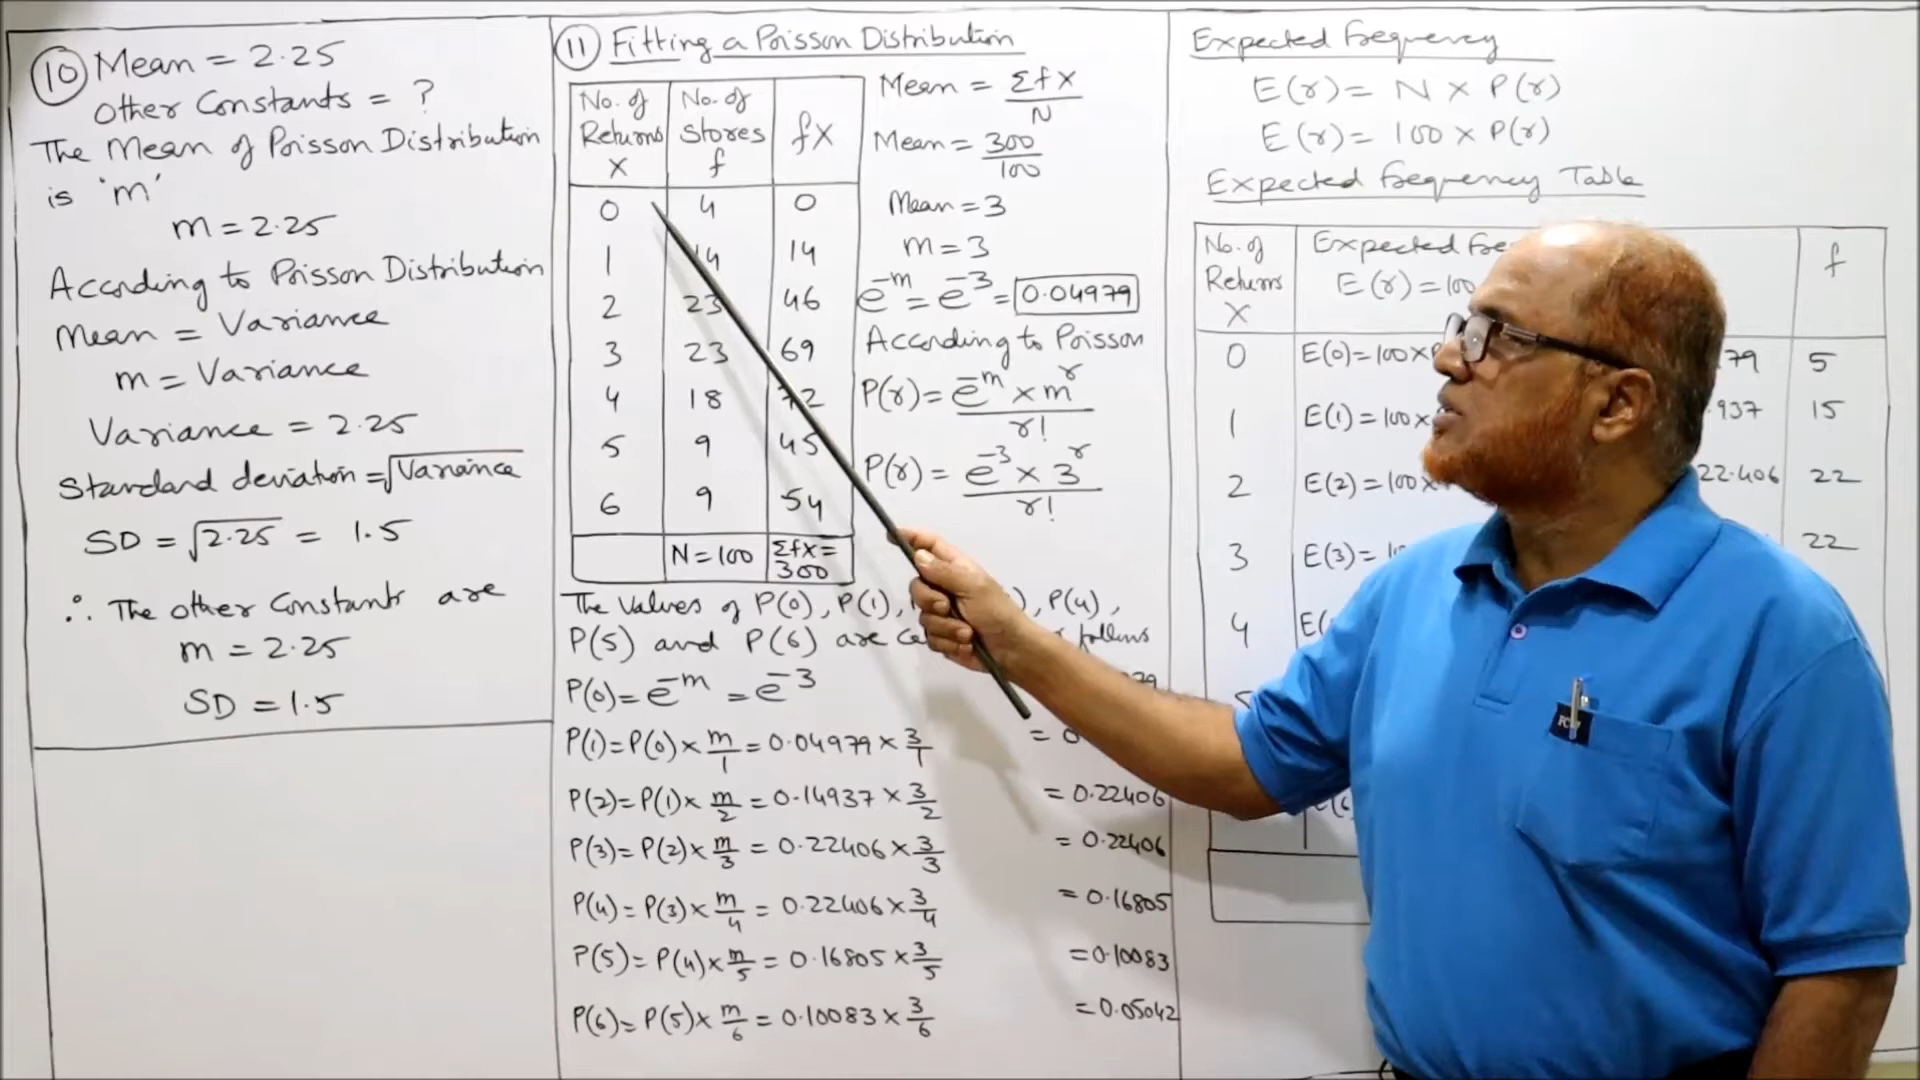 10 Mean = 2.25
Other Constants = ?
The Mean of Poisson Distribution
is 'm'
m = 2.25
According to Poisson Distribution
Mean = Variance
m = Variance
Variance = 2.25
Standard deviation = √Variance
SD = √2.25 = 1.5
∴ The other Constants are
m = 2.25
SD = 1.5
11 Fitting a Poisson Distribution
No. of Returns X | No. of Stores f | fX
0 4 0
1 14 14
2 23 46
3 23 69
4 18 72
5 9 45
6 9 54
N = 100 Σfx = 300
Mean = Σfx / N
Mean = 300 / 100
Mean = 3
m = 3
e^-m = e^-3 = 0.04979
According to Poisson
P(r) = e^-m × m^r / r!
P(r) = e^-3 × 3^r / r!
The Values of P(0), P(1), P(4),
P(5) and P(6) are follows
P(0) = e^-m = e^-3
P(1) = P(0) × m/1 = 0.04979 × 3/1 = 0
P(2) = P(1) × m/2 = 0.14937 × 3/2 = 0.22406
P(3) = P(2) × m/3 = 0.22406 × 3/3 = 0.22406
P(4) = P(3) × m/4 = 0.22406 × 3/4 = 0.16805
P(5) = P(4) × m/5 = 0.16805 × 3/5 = 0.10083
P(6) = P(5) × m/6 = 0.10083 × 3/6 = 0.05042
Expected frequency
E(r) = N × P(r)
E(r) = 100 × P(r)
Expected frequency Table
No. of Returns X | Expected E(r) = 100 | f
0 E(0) = 100 × 79 5
1 E(1) = 100 × .937 15
2 E(2) = 100 × 22.406 22
3 E(3) = 22
4